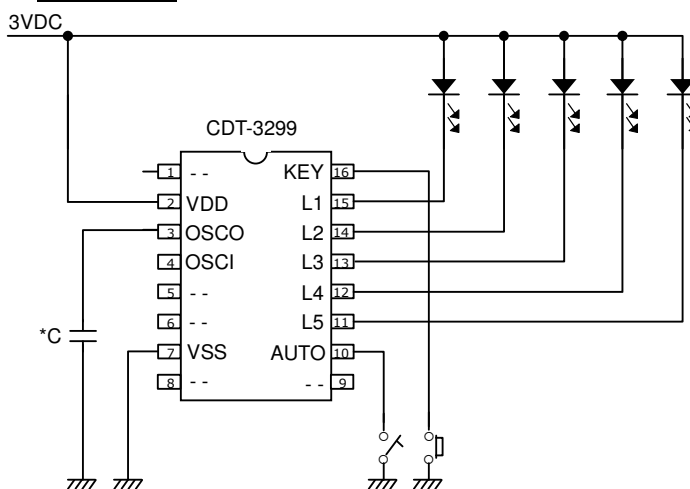 3VDC
CDT-3299
1 -- KEY 16
2 VDD L1 15
3 OSCO L2 14
4 OSCI L3 13
5 -- L4 12
6 -- L5 11
7 VSS AUTO 10
8 -- -- 9
*C